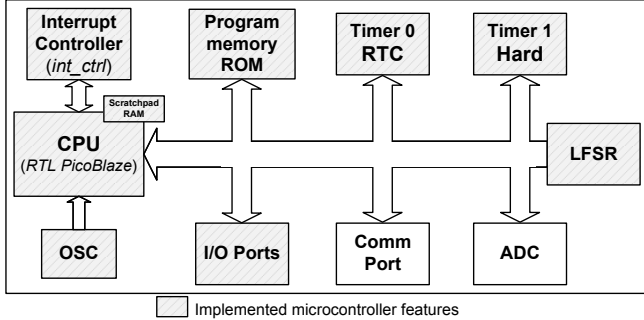 Interrupt
Controller
(int_ctrl)
Program
memory
ROM
Timer 0
RTC
Timer 1
Hard
Scratchpad
RAM
CPU
(RTL PicoBlaze)
LFSR
OSC
I/O Ports
Comm
Port
ADC
Implemented microcontroller features